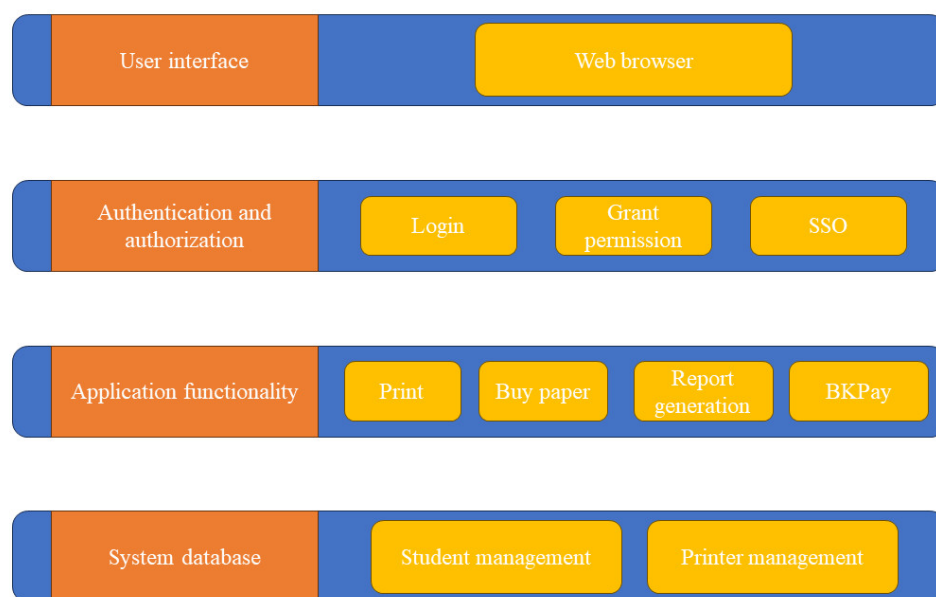 User interface
Web browser
Authentication and
authorization
Login
Grant
permission
SSO
Application functionality
Print
Buy paper
Report
generation
BKPay
System database
Student management
Printer management